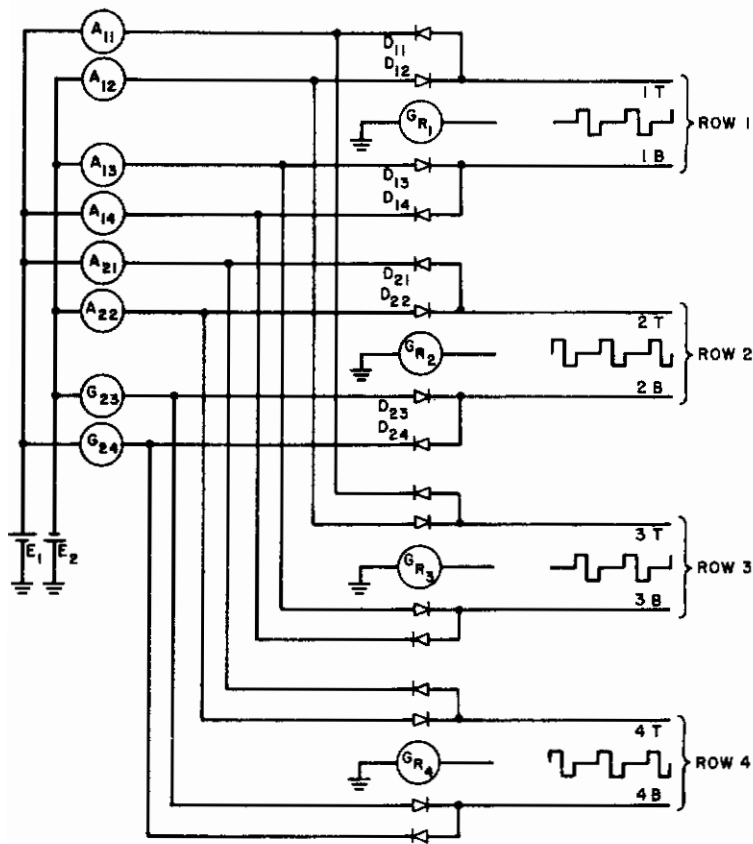 A11
D11
A12
D12
1 T
GR1
ROW 1
1 B
A13
D13
A14
D14
A21
D21
A22
D22
2 T
GR2
ROW 2
2 B
G23
D23
G24
D24
E1
E2
3 T
GR3
ROW 3
3 B
4 T
GR4
ROW 4
4 B